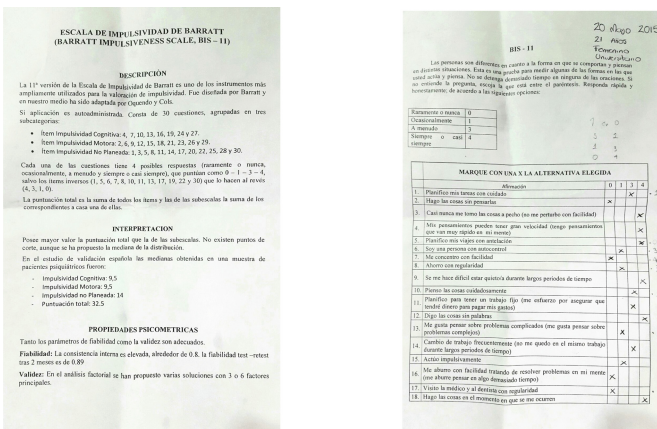 ESCALA DE IMPULSIVIDAD DE BARRATT
(BARRATT IMPULSIVENESS SCALE, BIS – 11)
DESCRIPCIÓN
La 11ª versión de la Escala de Impulsividad de Barratt es uno de los instrumentos más
ampliamente utilizados para la valoración de impulsividad. Fue diseñada por Barratt y
en nuestro medio ha sido adaptada por Oquendo y Cols.
Si aplicación es autoadministrada. Consta de 30 cuestiones, agrupadas en tres
subcategorías:
• Ítem Impulsividad Cognitiva: 4, 7, 10, 13, 16, 19, 24 y 27.
• Ítem Impulsividad Motora: 2, 6, 9, 12, 15, 18, 21, 23, 26 y 29.
• Ítem Impulsividad No Planeada: 1, 3, 5, 8, 11, 14, 17, 20, 22, 25, 28 y 30.
Cada una de las cuestiones tiene 4 posibles respuestas (raramente o nunca,
ocasionalmente, a menudo y siempre o casi siempre), que puntúan como 0 – 1 – 3 – 4,
salvo los ítems inversos (1, 5, 6, 7, 8, 10, 11, 13, 17, 19, 22 y 30) que lo hacen al revés
(4, 3, 1, 0).
La puntuación total es la suma de todos los ítems y las de las subescalas la suma de los
correspondientes a casa una de ellas.
INTERPRETACION
Posee mayor valor la puntuación total que la de las subescalas. No existen puntos de
corte, aunque se ha propuesto la mediana de la distribución.
En el estudio de validación española las medianas obtenidas en una muestra de
pacientes psiquiátricos fueron:
- Impulsividad Cognitiva: 9,5
- Impulsividad Motora: 9,5
- Impulsividad no Planeada: 14
- Puntuación total: 32.5
PROPIEDADES PSICOMETRICAS
Tanto los parámetros de fiabilidad como la validez son adecuados.
Fiabilidad: La consistencia interna es elevada, alrededor de 0.8. la fiabilidad test –retest
tras 2 meses es de 0.89
Validez: En el análisis factorial se han propuesto varias soluciones con 3 o 6 factores
principales.
20 Mayo 2015
21 Años
Femenino
Universitario
BIS - 11
Las personas son diferentes en cuanto a la forma en que se comportan y piensan
en distintas situaciones. Esta es una prueba para medir algunas de las formas en las que
usted actúa y piensa. No se detenga demasiado tiempo en ninguna de las oraciones. Si
no entiende la pregunta, escoja la que está entre el paréntesis. Responda rápida y
honestamente, de acuerdo a las siguientes opciones:
Raramente o nunca 0
Ocasionalmente 1
A menudo 3
Siempre o casi 4
siempre
MARQUE CON UNA X LA ALTERNATIVA ELEGIDA
Afirmación 0 1 3 4
1. Planifico mis tareas con cuidado X
2. Hago las cosas sin pensarlas X
3. Casi nunca me tomo las cosas a pecho (no me perturbo con facilidad) X
4. Mis pensamientos pueden tener gran velocidad (tengo pensamientos X
que van muy rápido en mi mente)
5. Planifico mis viajes con antelación X
6. Soy una persona con autocontrol X
7. Me concentro con facilidad X
8. Ahorro con regularidad X
9. Se me hace difícil estar quieto/a durante largos periodos de tiempo X
10. Pienso las cosas cuidadosamente X
11. Planifico para tener un trabajo fijo (me esfuerzo por asegurar que X
tendré dinero para pagar mis gastos)
12. Digo las cosas sin palabras X
13. Me gusta pensar sobre problemas complicados (me gusta pensar sobre X
problemas complejos)
14. Cambio de trabajo frecuentemente (no me quedo en el mismo trabajo X
durante largos periodos de tiempo)
15. Actúo impulsivamente X
16. Me aburro con facilidad tratando de resolver problemas en mi mente X
(me aburre pensar en algo demasiado tiempo)
17. Visito la médico y al dentista con regularidad X
18. Hago las cosas en el momento en que se me ocurren X